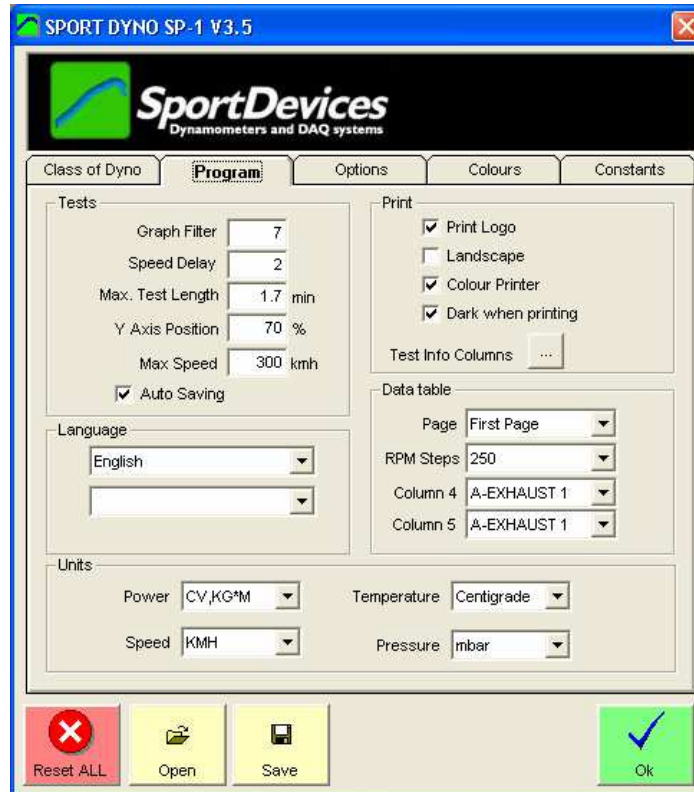 SPORT DYNO SP-1 V3.5
SportDevices
Dynamometers and DAQ systems
Class of Dyno Program Options Colours Constants
Tests
Graph Filter 7
Speed Delay 2
Max. Test Length 1.7 min
Y Axis Position 70 %
Max Speed 300 kmh
Auto Saving
Print
Print Logo
Landscape
Colour Printer
Dark when printing
Test Info Columns ...
Language
English
Data table
Page First Page
RPM Steps 250
Column 4 A-EXHAUST 1
Column 5 A-EXHAUST 1
Units
Power CV,KG*M Temperature Centigrade
Speed KMH Pressure mbar
Reset ALL Open Save Ok